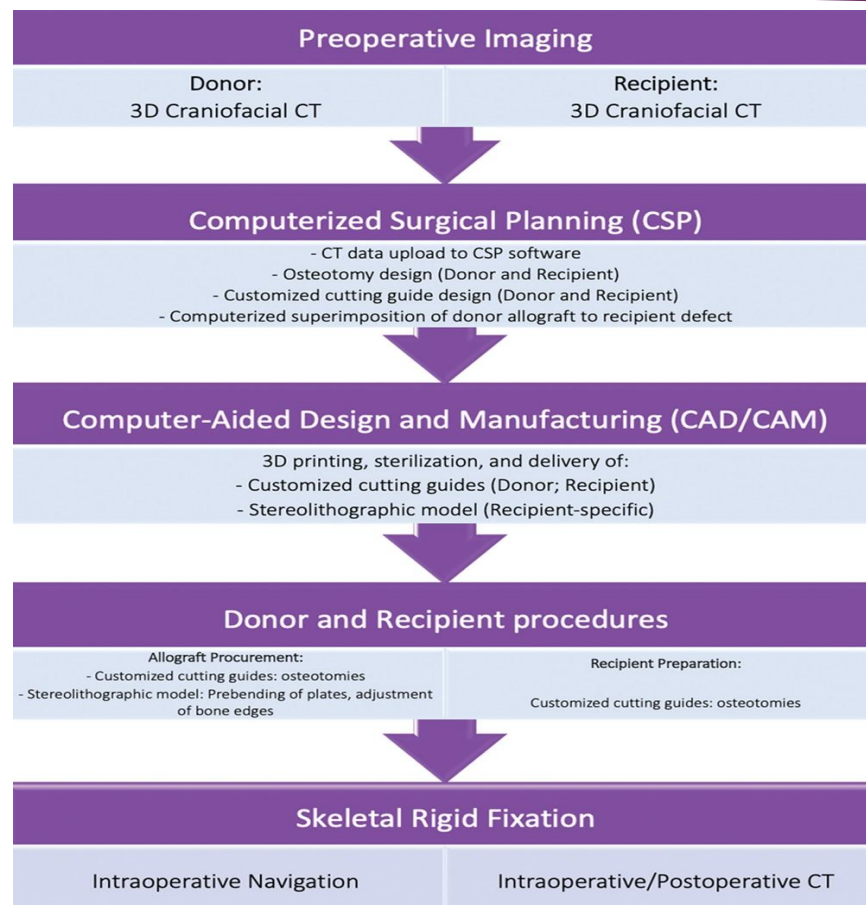 Preoperative Imaging
Donor:
3D Craniofacial CT
Recipient:
3D Craniofacial CT
Computerized Surgical Planning (CSP)
- CT data upload to CSP software
- Osteotomy design (Donor and Recipient)
- Customized cutting guide design (Donor and Recipient)
- Computerized superimposition of donor allograft to recipient defect
Computer-Aided Design and Manufacturing (CAD/CAM)
3D printing, sterilization, and delivery of:
- Customized cutting guides (Donor; Recipient)
- Stereolithographic model (Recipient-specific)
Donor and Recipient procedures
Allograft Procurement:
- Customized cutting guides: osteotomies
- Stereolithographic model: Prebending of plates, adjustment
of bone edges
Recipient Preparation:
Customized cutting guides: osteotomies
Skeletal Rigid Fixation
Intraoperative Navigation
Intraoperative/Postoperative CT